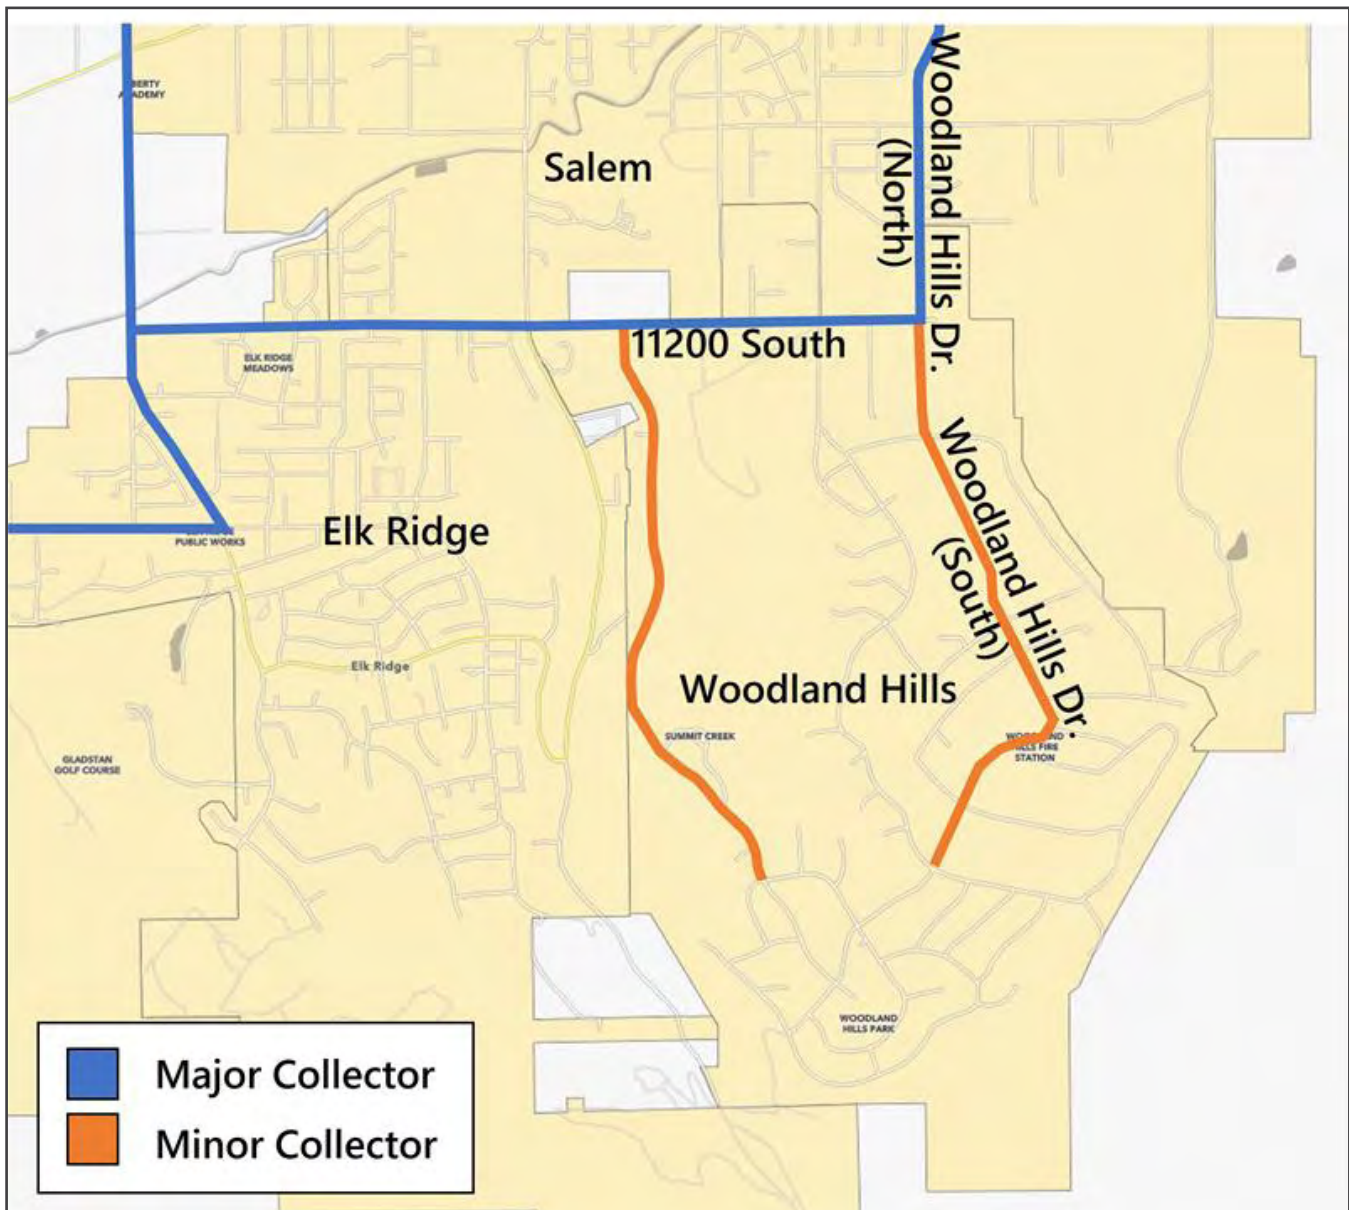 Woodland Hills Dr.
(North)
Salem
11200 South
ELK RIDGE
MEADOWS
Woodland Hills Dr.
(South)
Elk Ridge
PUBLIC WORKS
Elk Ridge
Woodland Hills
SUMMIT CREEK
FIRE
STATION
GLADSTAN
GOLF COURSE
WOODLAND
HILLS PARK
Major Collector
Minor Collector